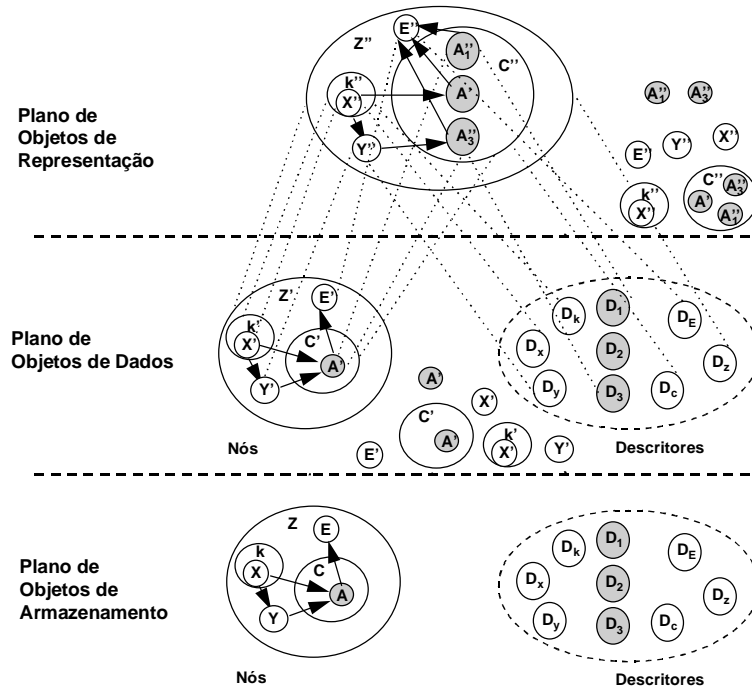 E''
Z''
A''1
C''
k''
A''
X''
A''1 A''3
Plano de
Objetos de
Representação
Y''
A''3
X''
Y''
E''
C''
k''
A''3
A'
X''
A''1
Z'
E'
Dk
D1
DE
k'
C'
X'
Plano de
Objetos de Dados
A'
Dx
D2
Dz
Y'
A'
Dy
D3
Dc
X'
C'
k'
A'
X'
Y'
E'
Nós
Descritores
Z
E
Dk
D1
DE
k
C
X
Plano de
Objetos de
Armazenamento
A
Dx
D2
Dz
Y
Dy
D3
Dc
Nós
Descritores